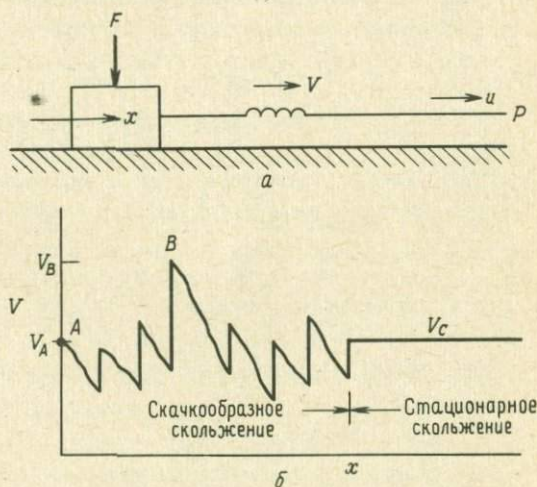 F
V
u
x
P
а
B
V_B
V
V_A
A
V_C
Скачкообразное
скольжение
Стационарное
скольжение
x
б